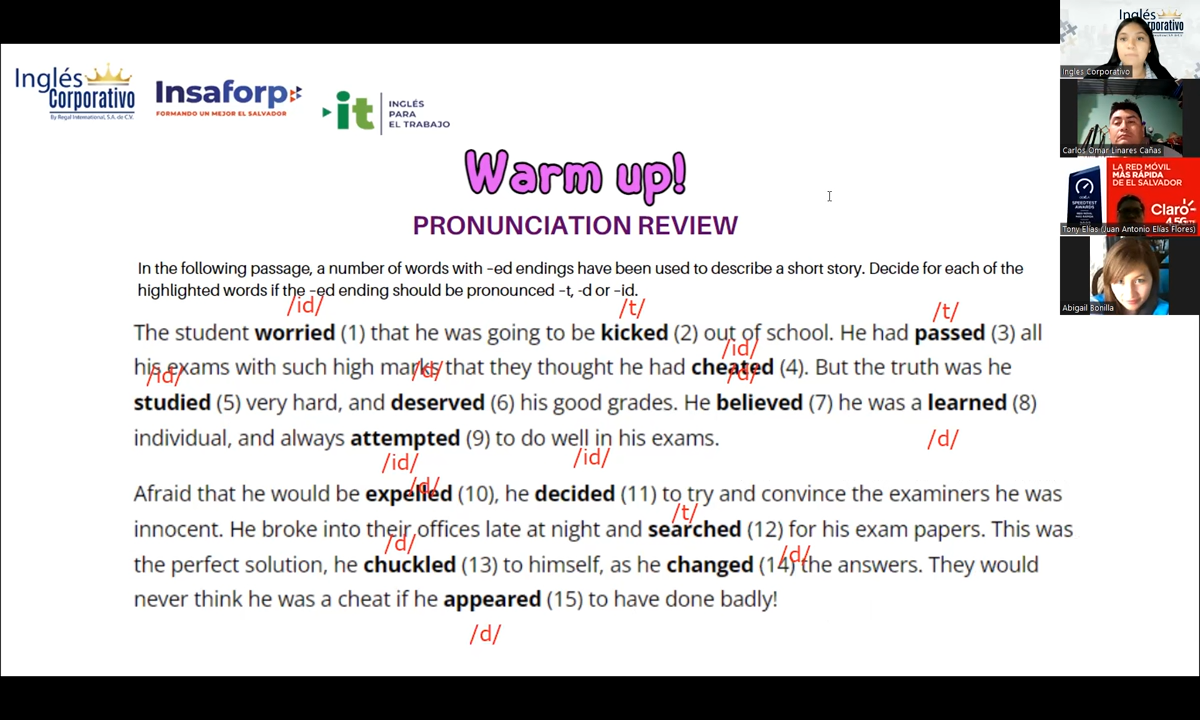 Inglés
Corporativo
By Regal International, S.A. de C.V.
Insaforp
FORMANDO UN MEJOR EL SALVADOR
it
INGLÉS
PARA
EL TRABAJO
Warm up!
PRONUNCIATION REVIEW
In the following passage, a number of words with –ed endings have been used to describe a short story. Decide for each of the
highlighted words if the –ed ending should be pronounced –t, -d or –id.
/id/ /t/ /t/
The student worried (1) that he was going to be kicked (2) out of school. He had passed (3) all
/id/
his exams with such high marks that they thought he had cheated (4). But the truth was he
/id/ /d/ /d/
studied (5) very hard, and deserved (6) his good grades. He believed (7) he was a learned (8)
individual, and always attempted (9) to do well in his exams.
/d/
/id/ /id/
/d/
Afraid that he would be expelled (10), he decided (11) to try and convince the examiners he was
/t/
innocent. He broke into their offices late at night and searched (12) for his exam papers. This was
/d/ /d/
the perfect solution, he chuckled (13) to himself, as he changed (14) the answers. They would
never think he was a cheat if he appeared (15) to have done badly!
/d/
Inglés
Corporativo
Ingles Corporativo
Carlos Omar Linares Cañas
LA RED MÓVIL
MÁS RÁPIDA
DE EL SALVADOR
SPEEDTEST
AWARDS
Claro
Tony Elias (Juan Antonio Elías Flores)
Abigail Bonilla